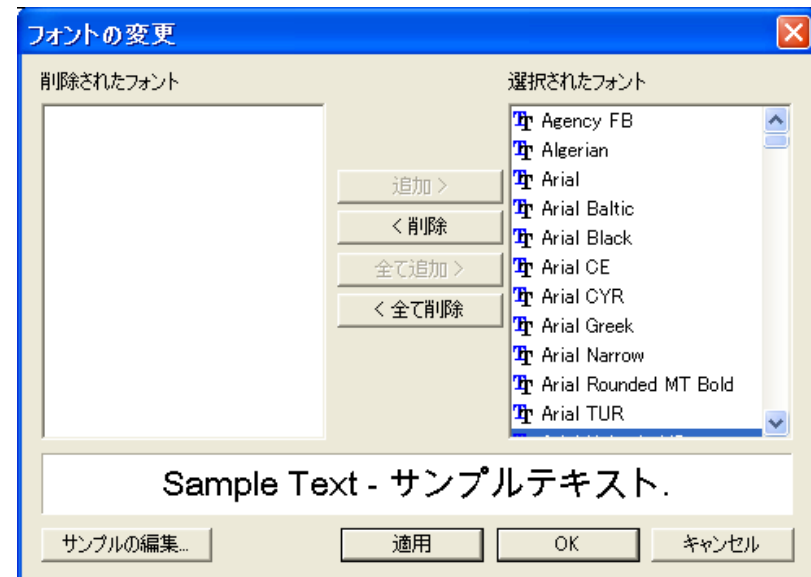 フォントの変更
削除されたフォント
選択されたフォント
Agency FB
Algerian
Arial
Arial Baltic
Arial Black
Arial CE
Arial CYR
Arial Greek
Arial Narrow
Arial Rounded MT Bold
Arial TUR
追加 >
< 削除
全て追加 >
< 全て削除
Sample Text - サンプルテキスト.
サンプルの編集...
適用
OK
キャンセル